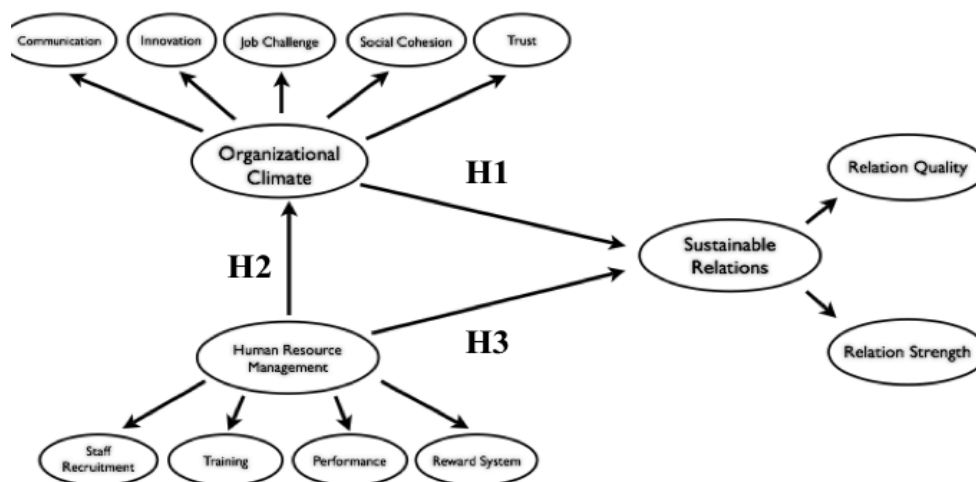 Communication
Innovation
Job Challenge
Social Cohesion
Trust
Organizational
Climate
H1
Relation Quality
Sustainable
Relations
H2
H3
Human Resource
Management
Relation Strength
Staff
Recruitment
Training
Performance
Reward System